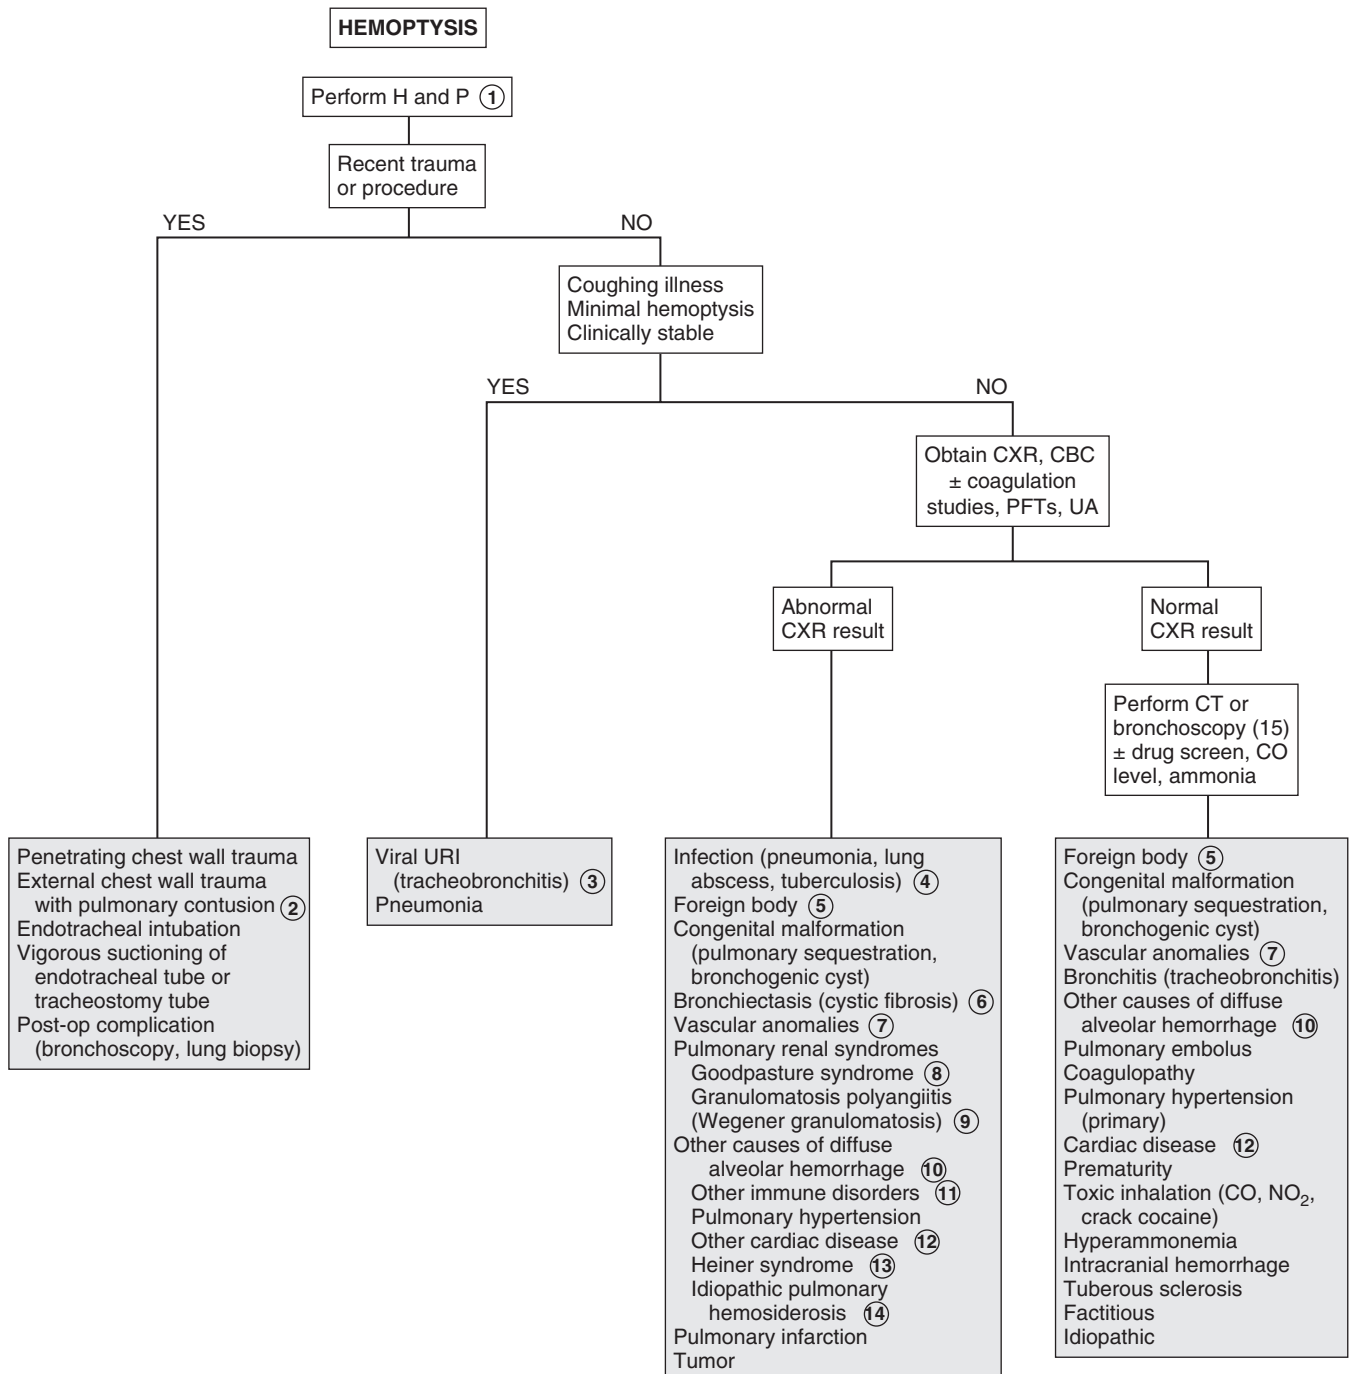 HEMOPTYSIS
Perform H and P 1
Recent trauma
or procedure
YES
NO
Coughing illness
Minimal hemoptysis
Clinically stable
YES
NO
Obtain CXR, CBC
± coagulation
studies, PFTs, UA
Abnormal
CXR result
Normal
CXR result
Perform CT or
bronchoscopy (15)
± drug screen, CO
level, ammonia
Penetrating chest wall trauma
External chest wall trauma
with pulmonary contusion 2
Endotracheal intubation
Vigorous suctioning of
endotracheal tube or
tracheostomy tube
Post-op complication
(bronchoscopy, lung biopsy)
Viral URI
(tracheobronchitis) 3
Pneumonia
Infection (pneumonia, lung
abscess, tuberculosis) 4
Foreign body 5
Congenital malformation
(pulmonary sequestration,
bronchogenic cyst)
Bronchiectasis (cystic fibrosis) 6
Vascular anomalies 7
Pulmonary renal syndromes
Goodpasture syndrome 8
Granulomatosis polyangiitis
(Wegener granulomatosis) 9
Other causes of diffuse
alveolar hemorrhage 10
Other immune disorders 11
Pulmonary hypertension
Other cardiac disease 12
Heiner syndrome 13
Idiopathic pulmonary
hemosiderosis 14
Pulmonary infarction
Tumor
Foreign body 5
Congenital malformation
(pulmonary sequestration,
bronchogenic cyst)
Vascular anomalies 7
Bronchitis (tracheobronchitis)
Other causes of diffuse
alveolar hemorrhage 10
Pulmonary embolus
Coagulopathy
Pulmonary hypertension
(primary)
Cardiac disease 12
Prematurity
Toxic inhalation (CO, NO₂,
crack cocaine)
Hyperammonemia
Intracranial hemorrhage
Tuberous sclerosis
Factitious
Idiopathic